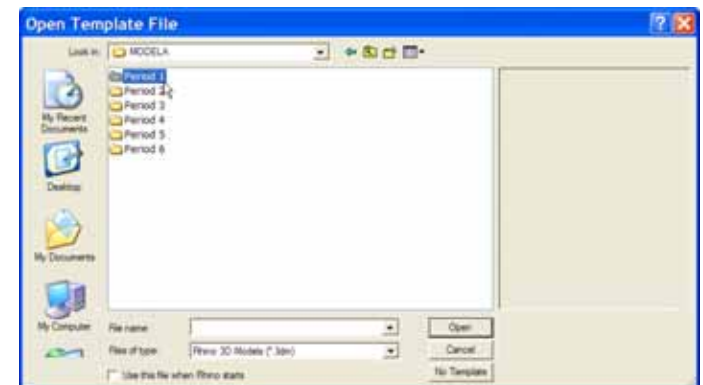 Open Template File
Look in: MODELA
Period 1
Period 2
Period 3
Period 4
Period 5
Period 6
My Recent
Documents
Desktop
My Documents
My Computer
File name:
Open
Files of type: Rhino 3D Models (*.3dm)
Cancel
Use this file when Rhino starts
No Template